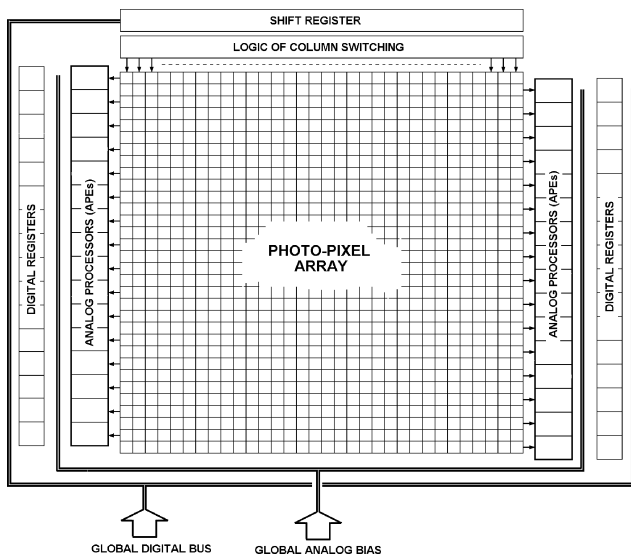 SHIFT REGISTER
LOGIC OF COLUMN SWITCHING
DIGITAL REGISTERS
ANALOG PROCESSORS (APEs)
PHOTO-PIXEL
ARRAY
ANALOG PROCESSORS (APEs)
DIGITAL REGISTERS
GLOBAL DIGITAL BUS
GLOBAL ANALOG BIAS